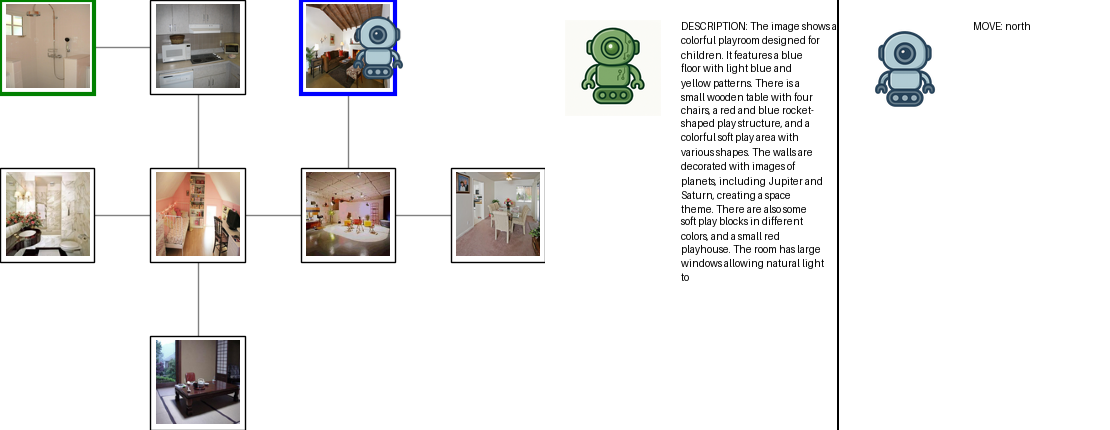 DESCRIPTION: The image shows a
colorful playroom designed for
children. It features a blue
floor with light blue and
yellow patterns. There is a
small wooden table with four
chairs, a red and blue rocket-
shaped play structure, and a
colorful soft play area with
various shapes. The walls are
decorated with images of
planets, including Jupiter and
Saturn, creating a space
theme. There are also some
soft play blocks in different
colors, and a small red
playhouse. The room has large
windows allowing natural light
to
MOVE: north